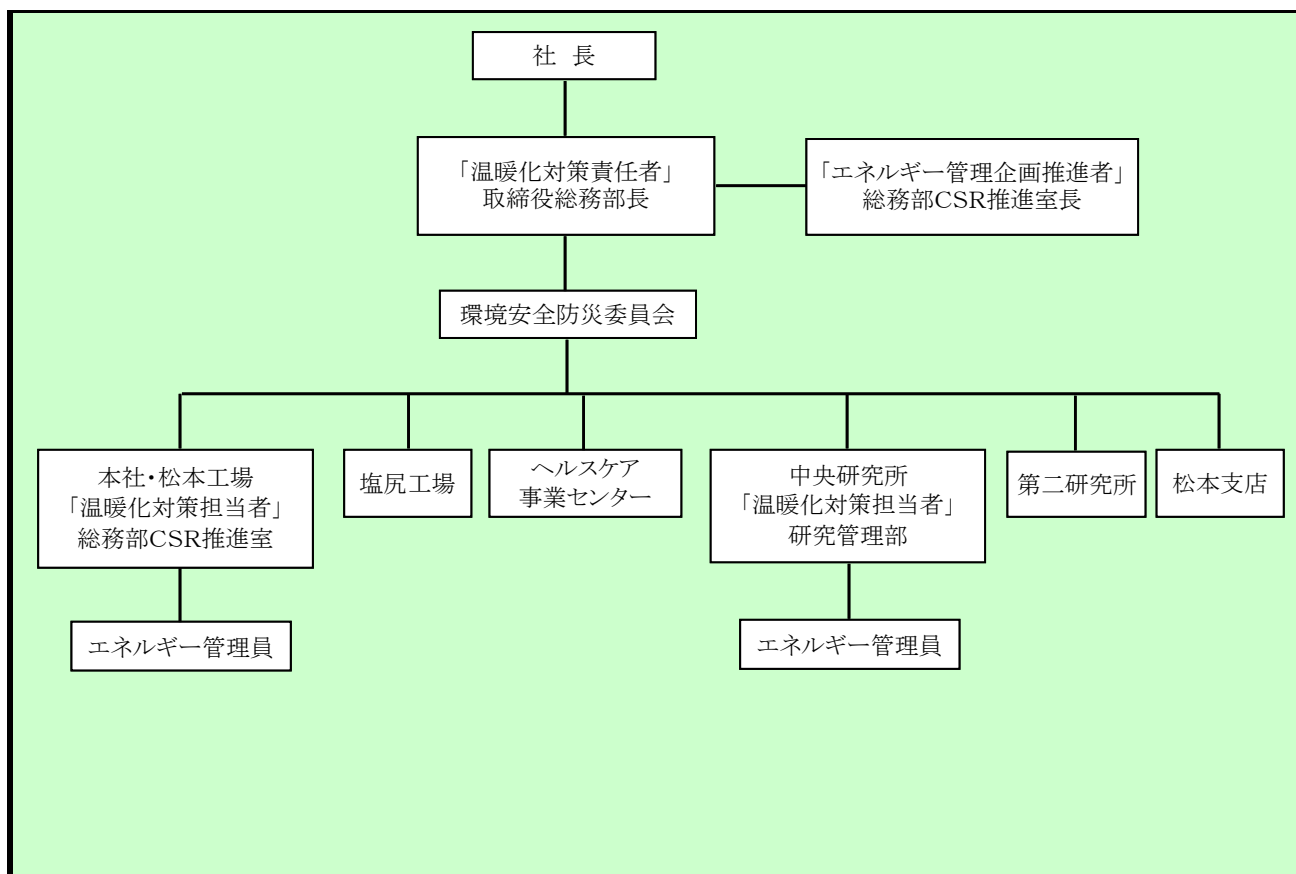 社 長
「温暖化対策責任者」
取締役総務部長
「エネルギー管理企画推進者」
総務部CSR推進室長
環境安全防災委員会
本社・松本工場
「温暖化対策担当者」
総務部CSR推進室
塩尻工場
ヘルスケア
事業センター
中央研究所
「温暖化対策担当者」
研究管理部
第二研究所
松本支店
エネルギー管理員
エネルギー管理員